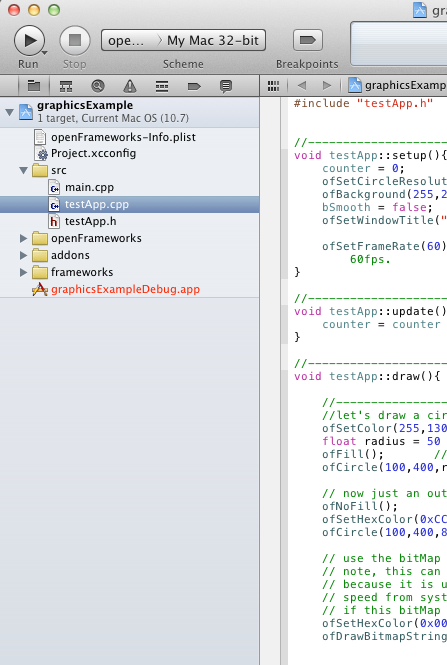 gra
Run
Stop
ope... My Mac 32-bit
Scheme
Breakpoints
graphicsExamp
graphicsExample
1 target, Current Mac OS (10.7)
openFrameworks-Info.plist
Project.xcconfig
src
main.cpp
testApp.cpp
testApp.h
openFrameworks
addons
frameworks
graphicsExampleDebug.app
#include "testApp.h"
//--------------------
void testApp::setup(){
counter = 0;
ofSetCircleResolut
ofBackground(255,2
bSmooth = false;
ofSetWindowTitle("
ofSetFrameRate(60)
60fps.
}
//--------------------
void testApp::update()
counter = counter
}
//--------------------
void testApp::draw(){
//------------------
//let's draw a cir
ofSetColor(255,130
float radius = 50
ofFill(); //
ofCircle(100,400,r
// now just an out
ofNoFill();
ofSetHexColor(0xCC
ofCircle(100,400,8
// use the bitMap
// note, this can
// because it is u
// speed from syst
// if this bitMap
ofSetHexColor(0x00
ofDrawBitmapString